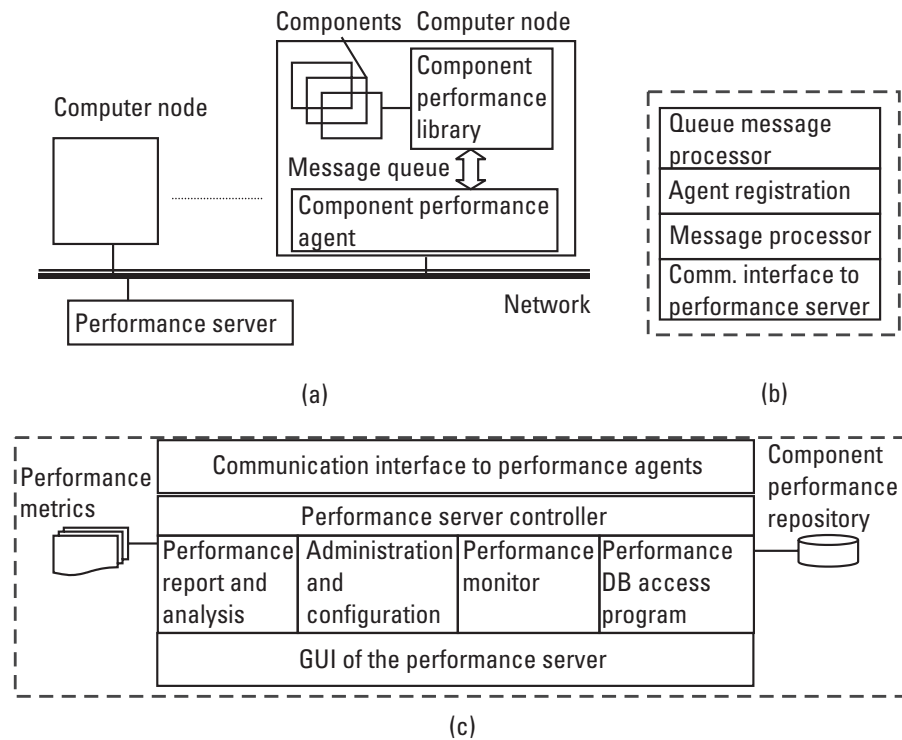 Components
Computer node
Component
performance
library
Computer node
Message queue
Component performance
agent
Network
Performance server
(a)
Queue message
processor
Agent registration
Message processor
Comm. interface to
performance server
(b)
Communication interface to performance agents
Performance
metrics
Component
performance
repository
Performance server controller
Performance
report and
analysis
Administration
and
configuration
Performance
monitor
Performance
DB access
program
GUI of the performance server
(c)